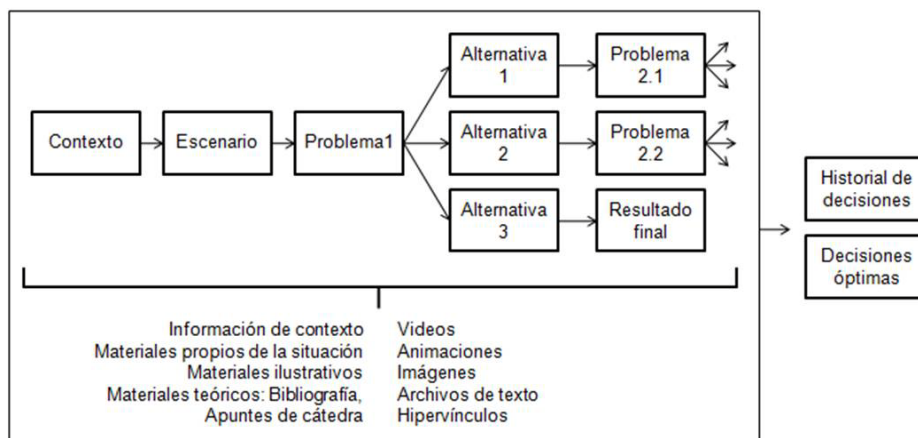 Contexto
Escenario
Problema1
Alternativa
1
Problema
2.1
Alternativa
2
Problema
2.2
Alternativa
3
Resultado
final
Historial de
decisiones
Decisiones
óptimas
Información de contexto
Materiales propios de la situación
Materiales ilustrativos
Materiales teóricos: Bibliografía,
Apuntes de cátedra
Videos
Animaciones
Imágenes
Archivos de texto
Hipervínculos